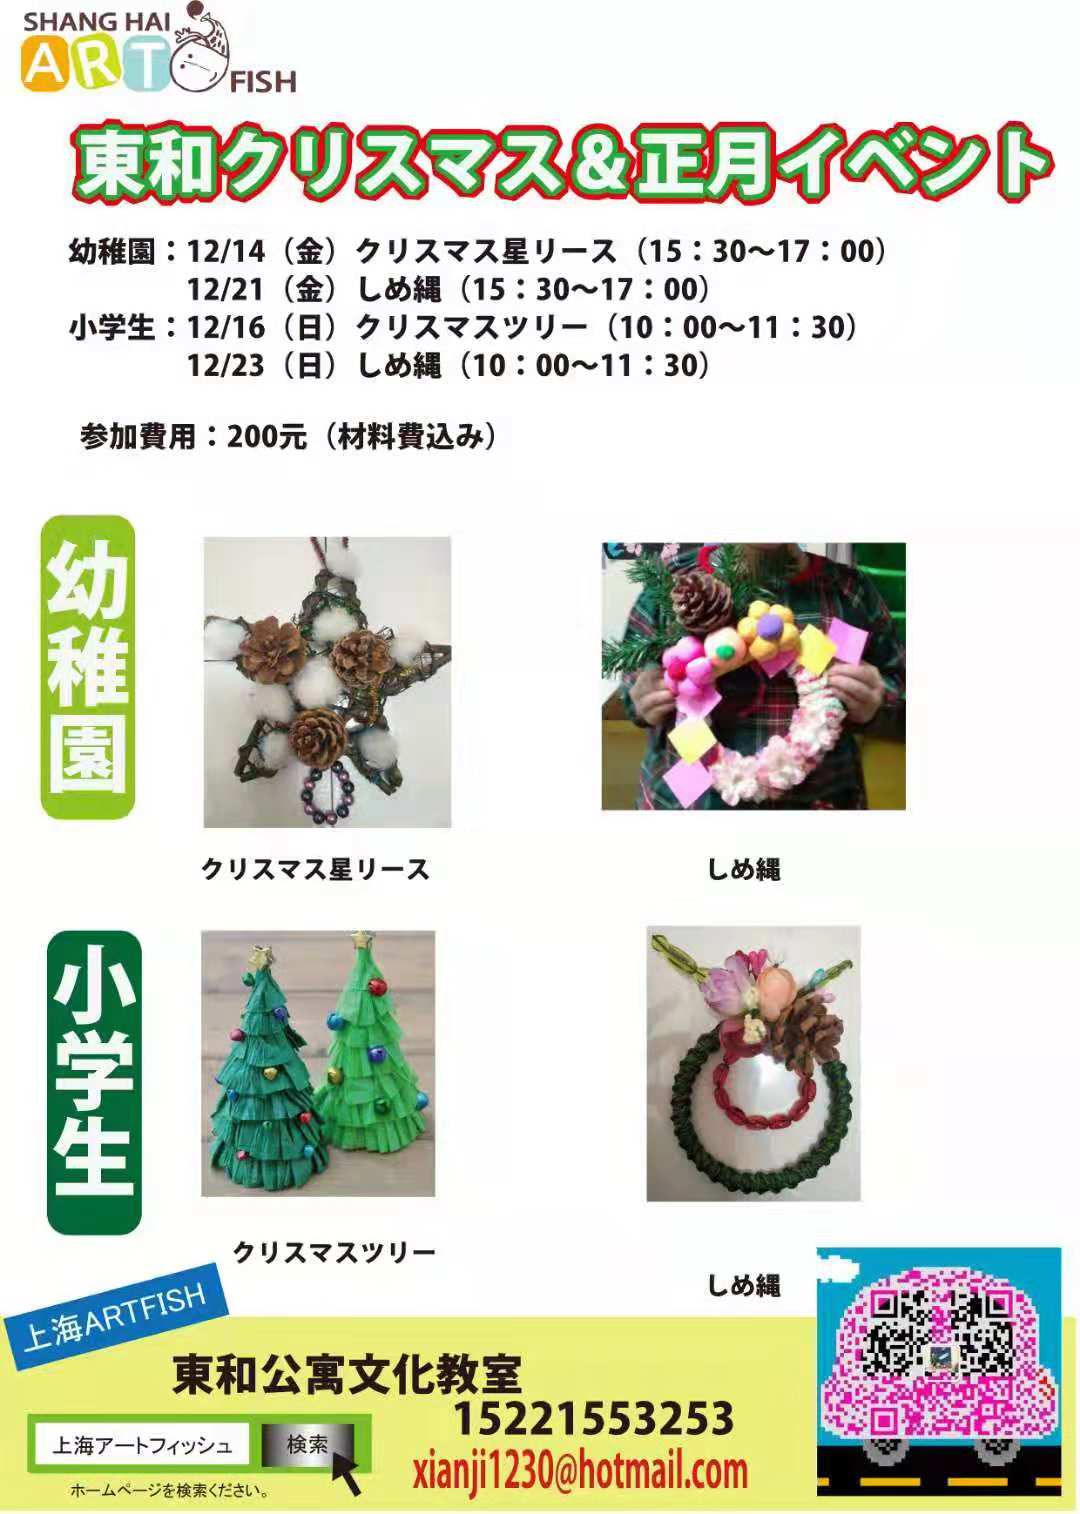 SHANG HAI
ART FISH
東和クリスマス&正月イベント
幼稚園：12/14（金）クリスマス星リース（15：30～17：00）
12/21（金）しめ縄（15：30～17：00）
小学生：12/16（日）クリスマスツリー（10：00～11：30）
12/23（日）しめ縄（10：00～11：30）
参加費用：200元（材料費込み）
幼稚園
クリスマス星リース
しめ縄
小学生
クリスマスツリー
しめ縄
上海ARTFISH
東和公寓文化教室
15221553253
上海アートフィッシュ
検索
xianji1230@hotmail.com
ホームページを検索ください。